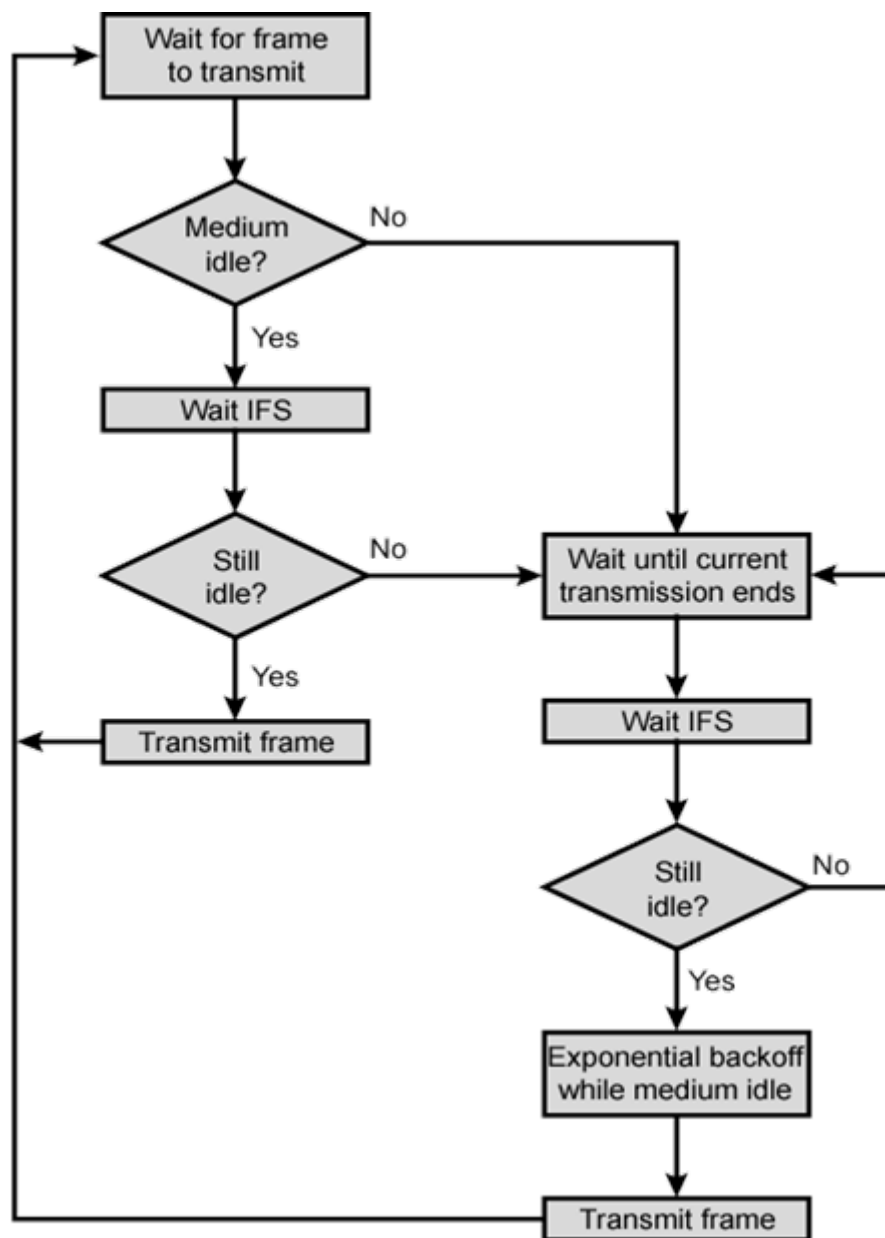 Wait for frame
to transmit
Medium
idle?
No
Yes
Wait IFS
Still
idle?
No
Yes
Transmit frame
Wait until current
transmission ends
Wait IFS
Still
idle?
No
Yes
Exponential backoff
while medium idle
Transmit frame